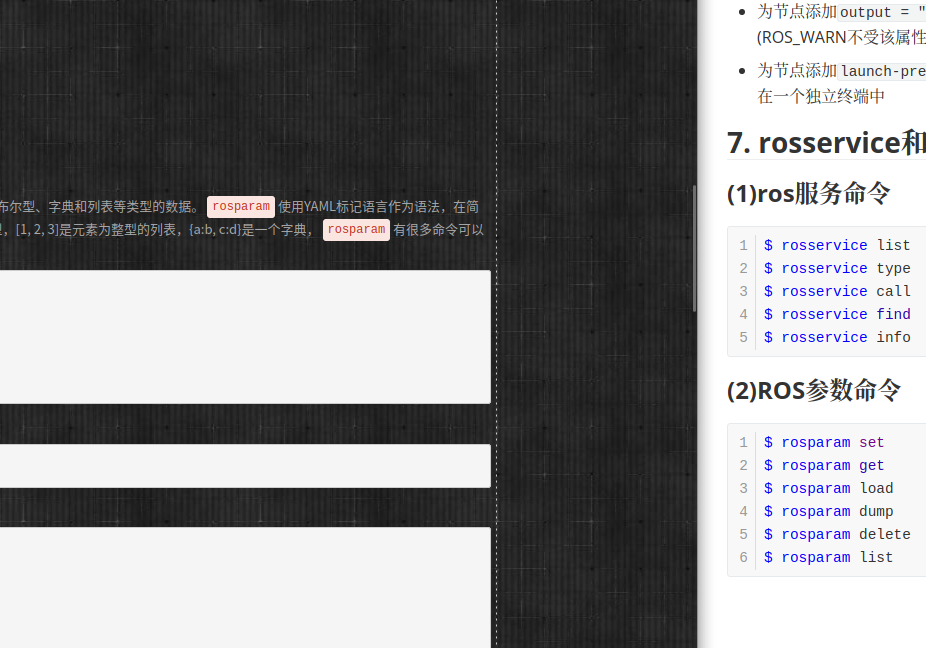 布尔型、字典和列表等类型的数据。 rosparam 使用YAML标记语言作为语法，在简
，[1, 2, 3]是元素为整型的列表，{a:b, c:d}是一个字典， rosparam 有很多命令可以
为节点添加 output = "
(ROS_WARN不受该属性
为节点添加 launch-pre
在一个独立终端中
7. rosservice和
(1)ros服务命令
1 $ rosservice list
2 $ rosservice type
3 $ rosservice call
4 $ rosservice find
5 $ rosservice info
(2)ROS参数命令
1 $ rosparam set
2 $ rosparam get
3 $ rosparam load
4 $ rosparam dump
5 $ rosparam delete
6 $ rosparam list